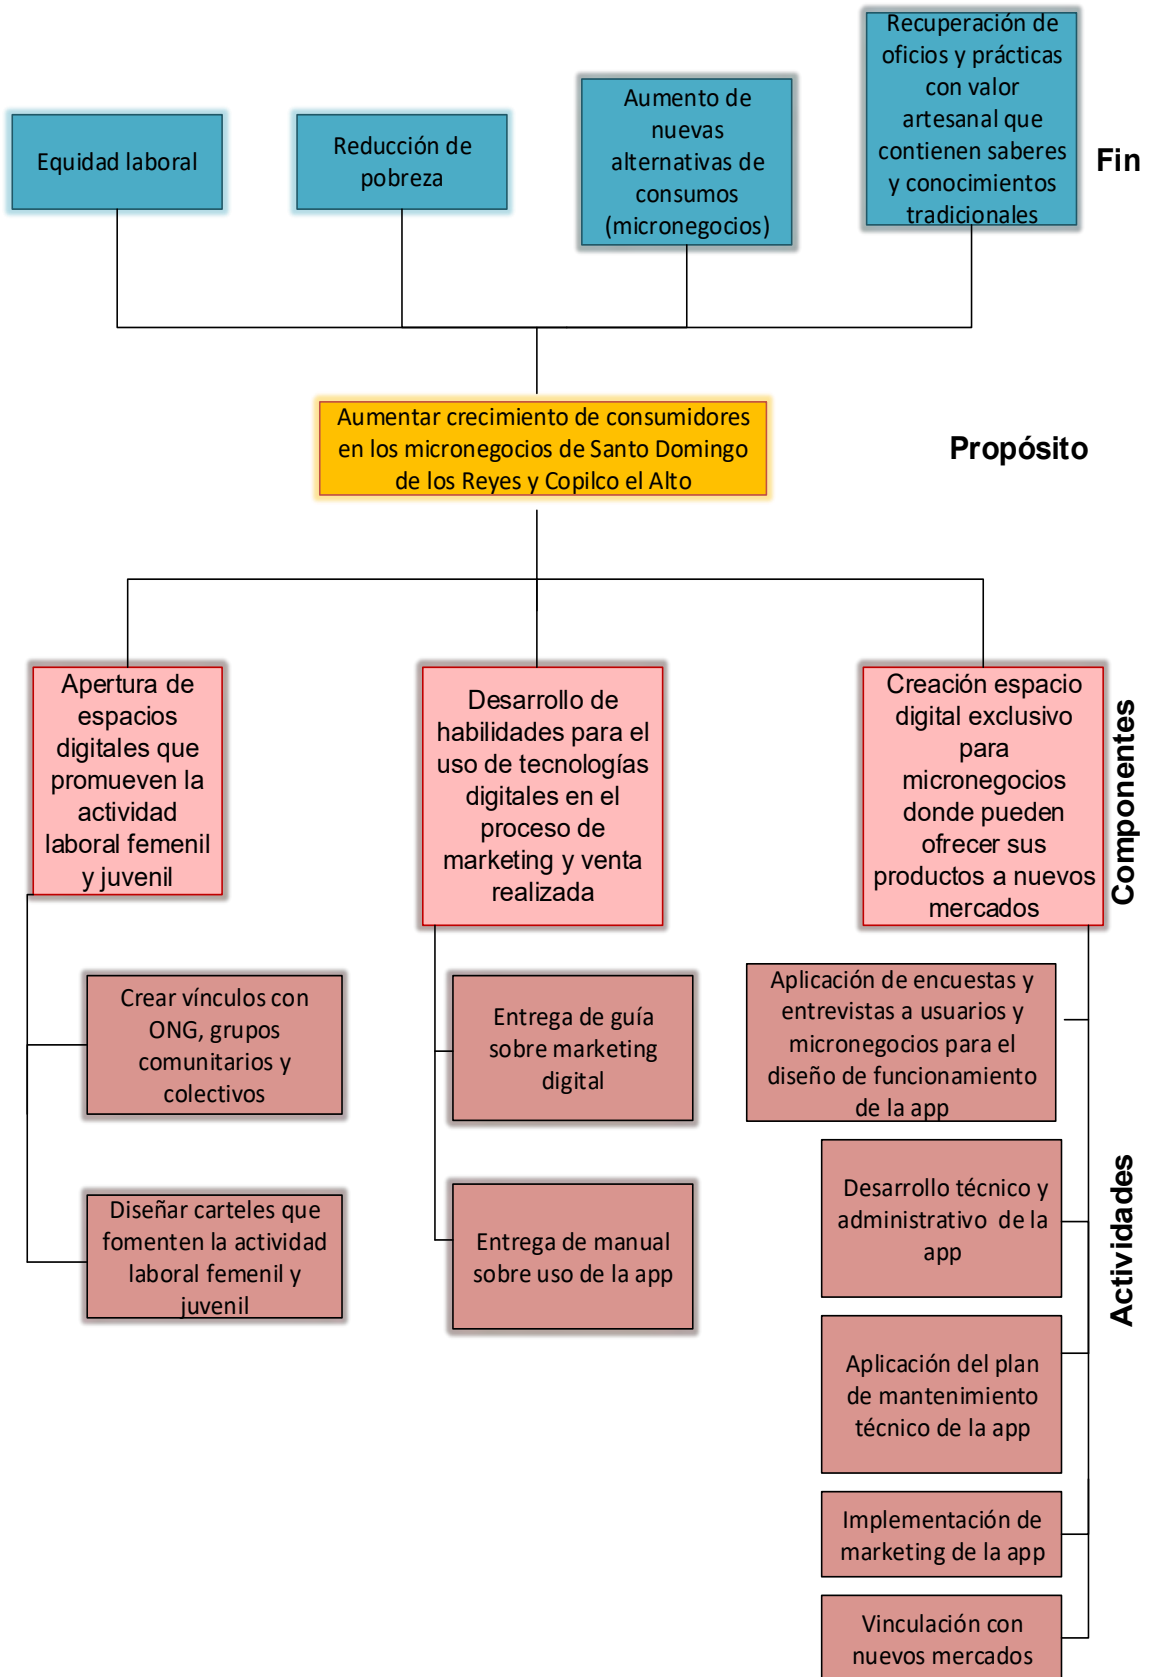 Equidad laboral
Reducción de
pobreza
Aumento de
nuevas
alternativas de
consumos
(micronegocios)
Recuperación de
oficios y prácticas
con valor
artesanal que
contienen saberes
y conocimientos
tradicionales
Fin
Aumentar crecimiento de consumidores
en los micronegocios de Santo Domingo
de los Reyes y Copilco el Alto
Propósito
Apertura de
espacios
digitales que
promueven la
actividad
laboral femenil
y juvenil
Desarrollo de
habilidades para el
uso de tecnologías
digitales en el
proceso de
marketing y venta
realizada
Creación espacio
digital exclusivo
para
micronegocios
donde pueden
ofrecer sus
productos a nuevos
mercados
Componentes
Crear vínculos con
ONG, grupos
comunitarios y
colectivos
Diseñar carteles que
fomenten la actividad
laboral femenil y
juvenil
Entrega de guía
sobre marketing
digital
Entrega de manual
sobre uso de la app
Aplicación de encuestas y
entrevistas a usuarios y
micronegocios para el
diseño de funcionamiento
de la app
Desarrollo técnico y
administrativo de la
app
Aplicación del plan
de mantenimiento
técnico de la app
Implementación de
marketing de la app
Vinculación con
nuevos mercados
Actividades